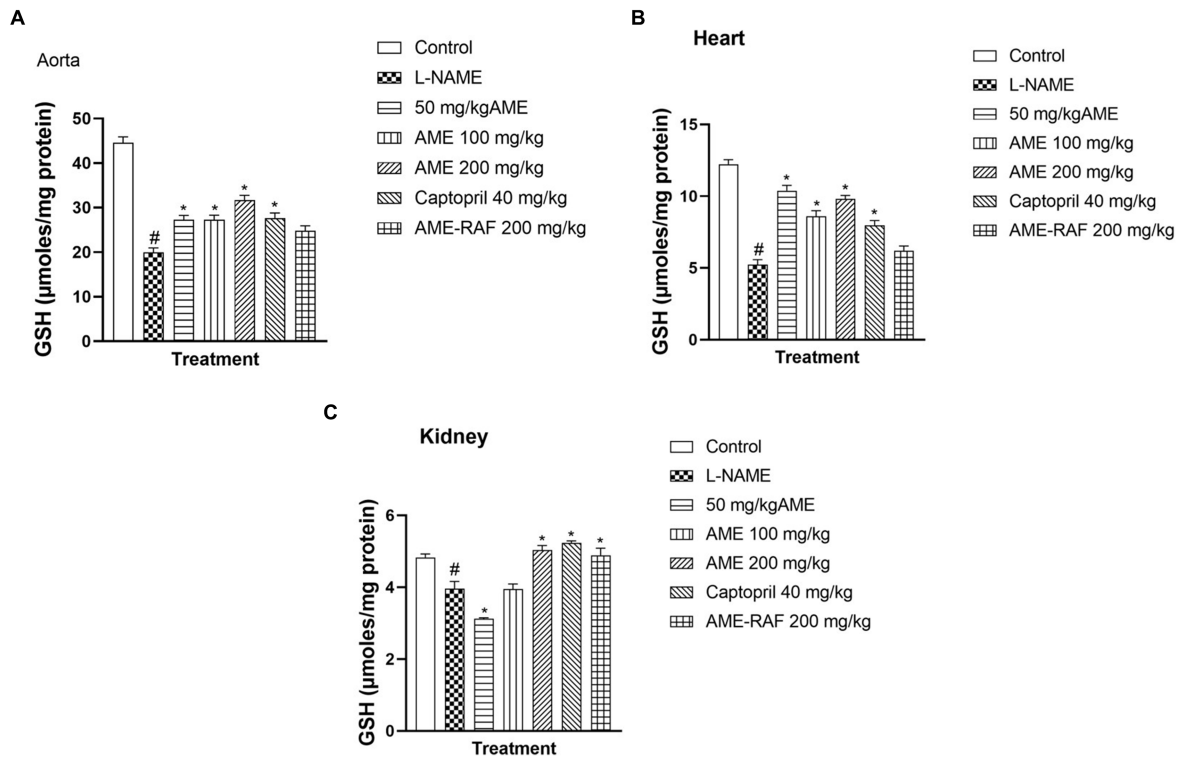 A
Aorta
GSH (µmoles/mg protein)
50
40
30
20
10
0
#
*
*
*
*
Treatment
Control
L-NAME
50 mg/kgAME
AME 100 mg/kg
AME 200 mg/kg
Captopril 40 mg/kg
AME-RAF 200 mg/kg
B
Heart
GSH (µmoles/mg protein)
15
10
5
0
#
*
*
*
*
Treatment
Control
L-NAME
50 mg/kgAME
AME 100 mg/kg
AME 200 mg/kg
Captopril 40 mg/kg
AME-RAF 200 mg/kg
C
Kidney
GSH (µmoles/mg protein)
6
4
2
0
#
*
*
*
*
Treatment
Control
L-NAME
50 mg/kgAME
AME 100 mg/kg
AME 200 mg/kg
Captopril 40 mg/kg
AME-RAF 200 mg/kg